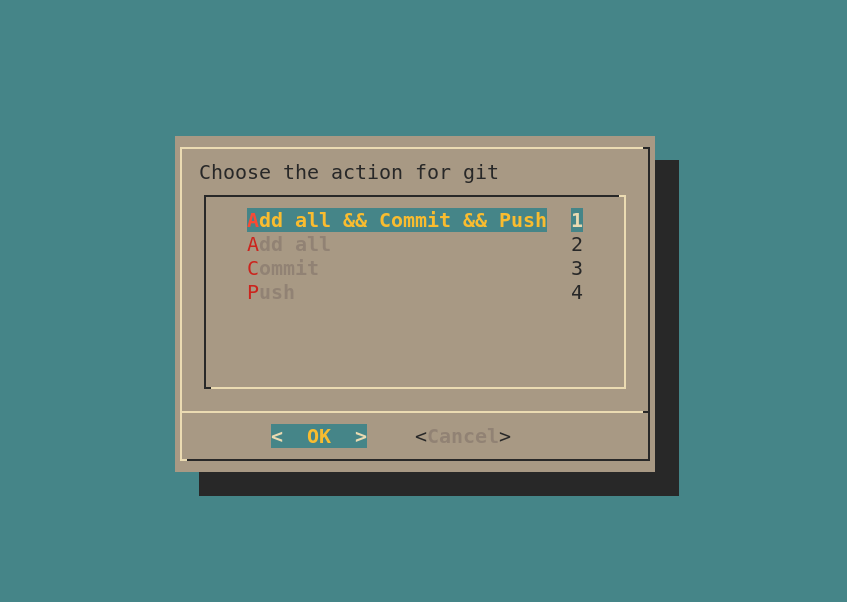 Choose the action for git
Add all && Commit && Push 1
Add all 2
Commit 3
Push 4
< OK > <Cancel>